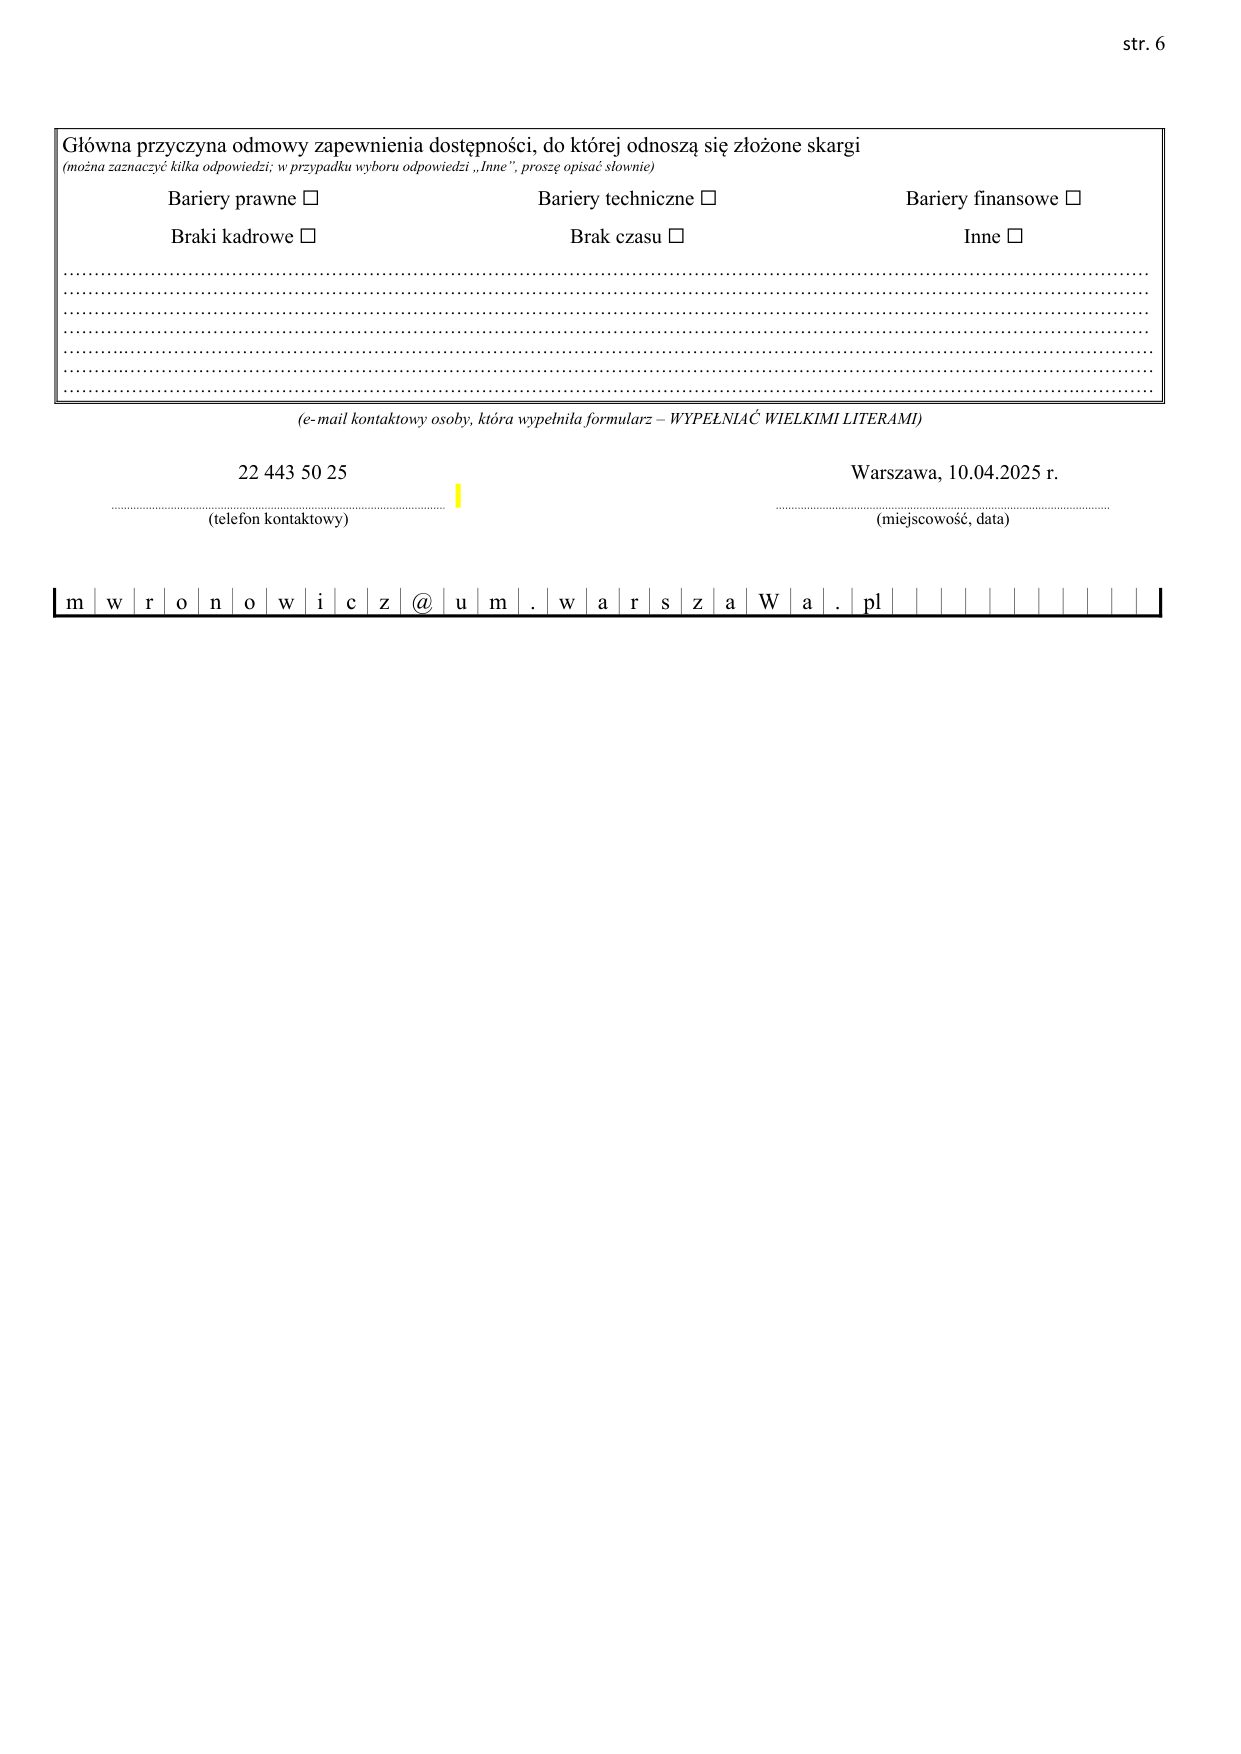 str. 6
Główna przyczyna odmowy zapewnienia dostępności, do której odnoszą się złożone skargi
(można zaznaczyć kilka odpowiedzi; w przypadku wyboru odpowiedzi „Inne”, proszę opisać słownie)
Bariery prawne ☐ Bariery techniczne ☐ Bariery finansowe ☐
Braki kadrowe ☐ Brak czasu ☐ Inne ☐
(e-mail kontaktowy osoby, która wypełniła formularz – WYPEŁNIAĆ WIELKIMI LITERAMI)
22 443 50 25 Warszawa, 10.04.2025 r.
(telefon kontaktowy) (miejscowość, data)
m w r o n o w i c z @ u m . w a r s z a W a . pl